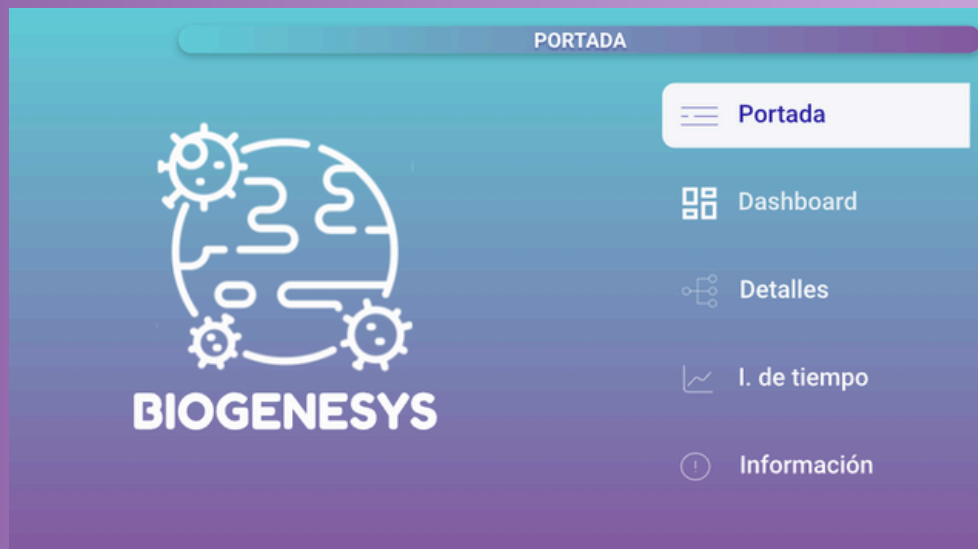 PORTADA
BIOGENESYS
Portada
Dashboard
Detalles
I. de tiempo
Información